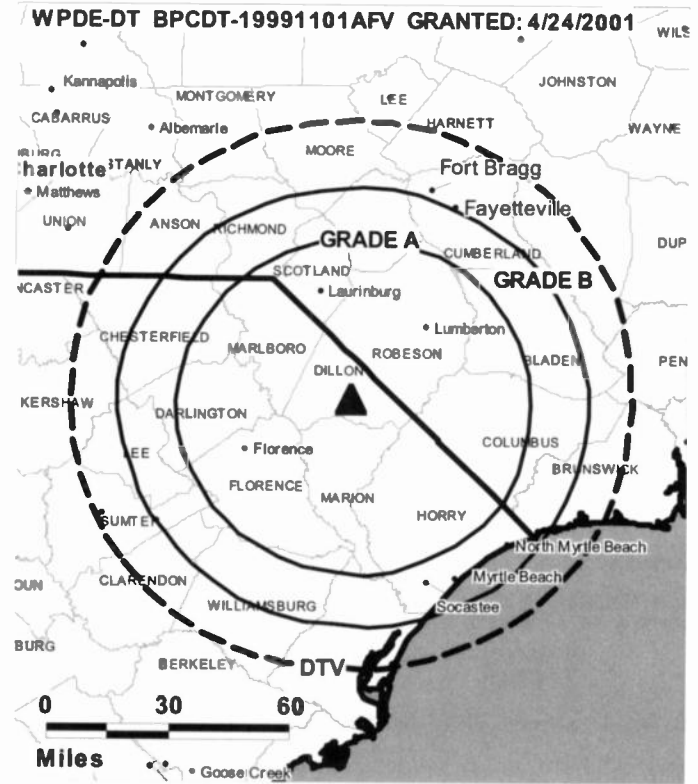 WPDE-DT BPCDT-19991101AFV GRANTED: 4/24/2001
WILS
Kannapolis
JOHNSTON
MONTGOMERY
LEE
CABARRUS
Albemarle
HARNETT
WAYNE
BURG
STANLY
MOORE
harlotte
Fort Bragg
Matthews
Fayetteville
UNION
ANSON
RICHMOND
GRADE A
CUMBERLAND
DUP
SCOTLAND
GRADE B
NCASTER
Laurinburg
CHESTERFIELD
Lumberton
MARLBORO
ROBESON
BLADEN
PEN
DILLON
KERSHAW
DARLINGTON
COLUMBUS
Florence
LEE
BRUNSWICK
FLORENCE
MARION
HORRY
SUMTER
North Myrtle Beach
OUN
CLARENDON
Myrtle Beach
WILLIAMSBURG
Socastee
BURG
BERKELEY
DTV
0 30 60
Miles
Goose Creek